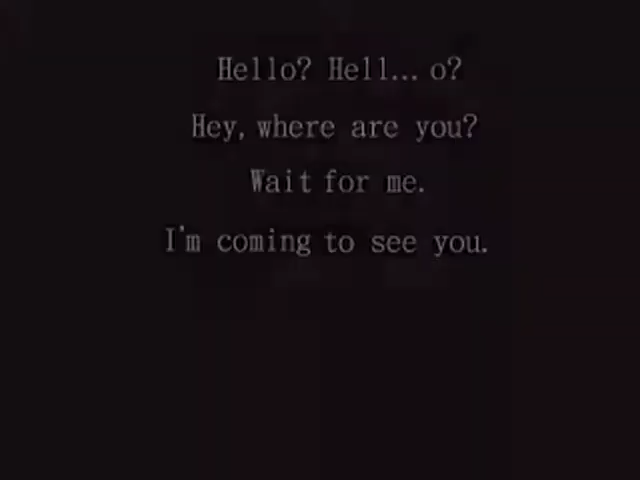 Hello? Hell... o?
Hey, where are you?
Wait for me.
I'm coming to see you.